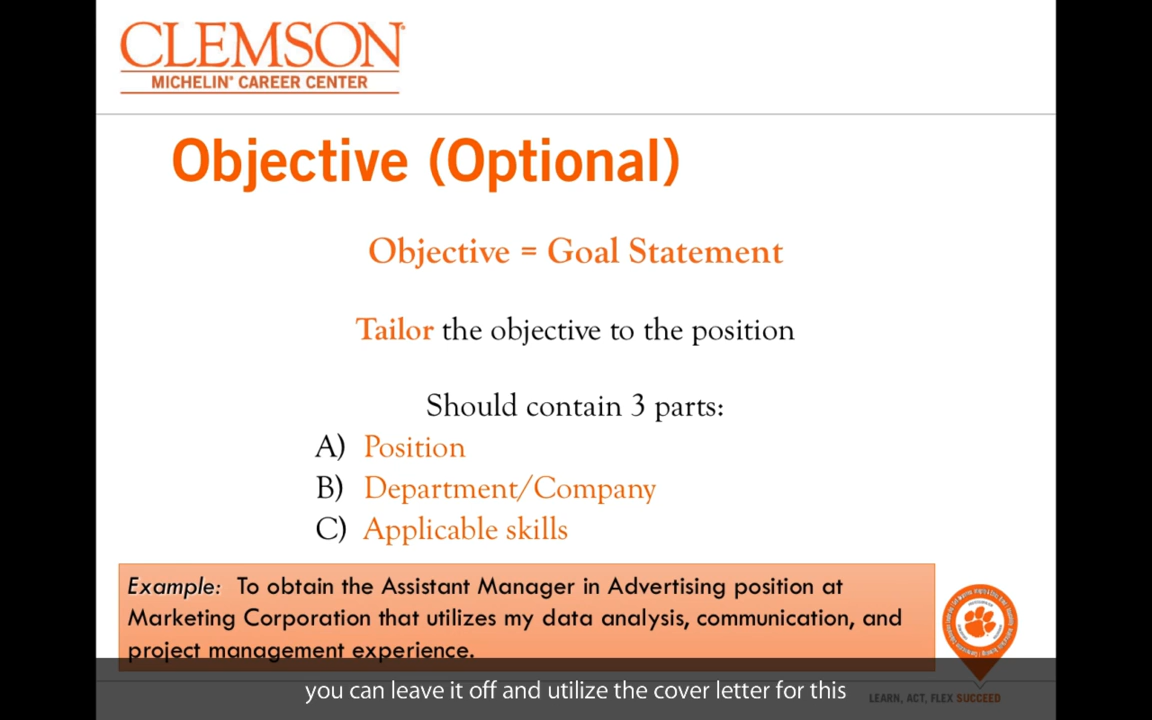 CLEMSON
MICHELIN® CAREER CENTER
Objective (Optional)
Objective = Goal Statement
Tailor the objective to the position
Should contain 3 parts:
A) Position
B) Department/Company
C) Applicable skills
Example: To obtain the Assistant Manager in Advertising position at
Marketing Corporation that utilizes my data analysis, communication, and
project management experience.
you can leave it off and utilize the cover letter for this
LEARN, ACT, FLEX SUCCEED